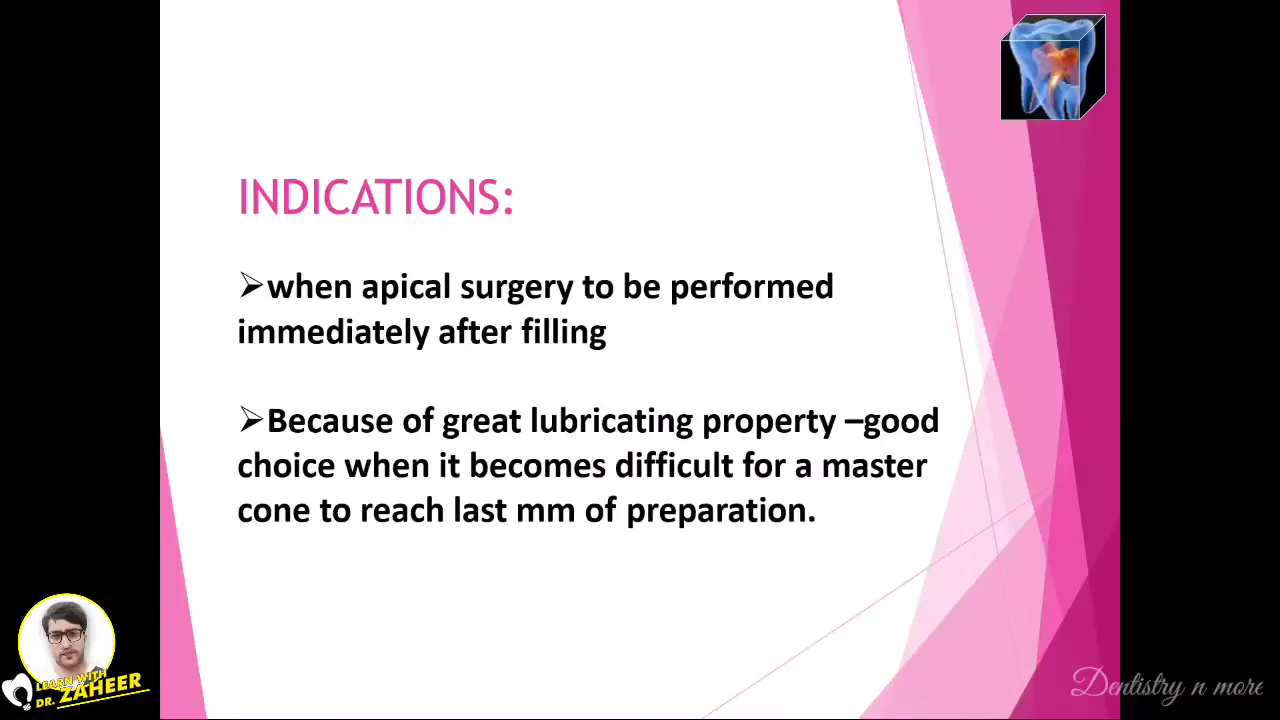 INDICATIONS:
➢when apical surgery to be performed
immediately after filling
➢Because of great lubricating property –good
choice when it becomes difficult for a master
cone to reach last mm of preparation.
LEARN WITH
DR. ZAHEER
Dentistry n more